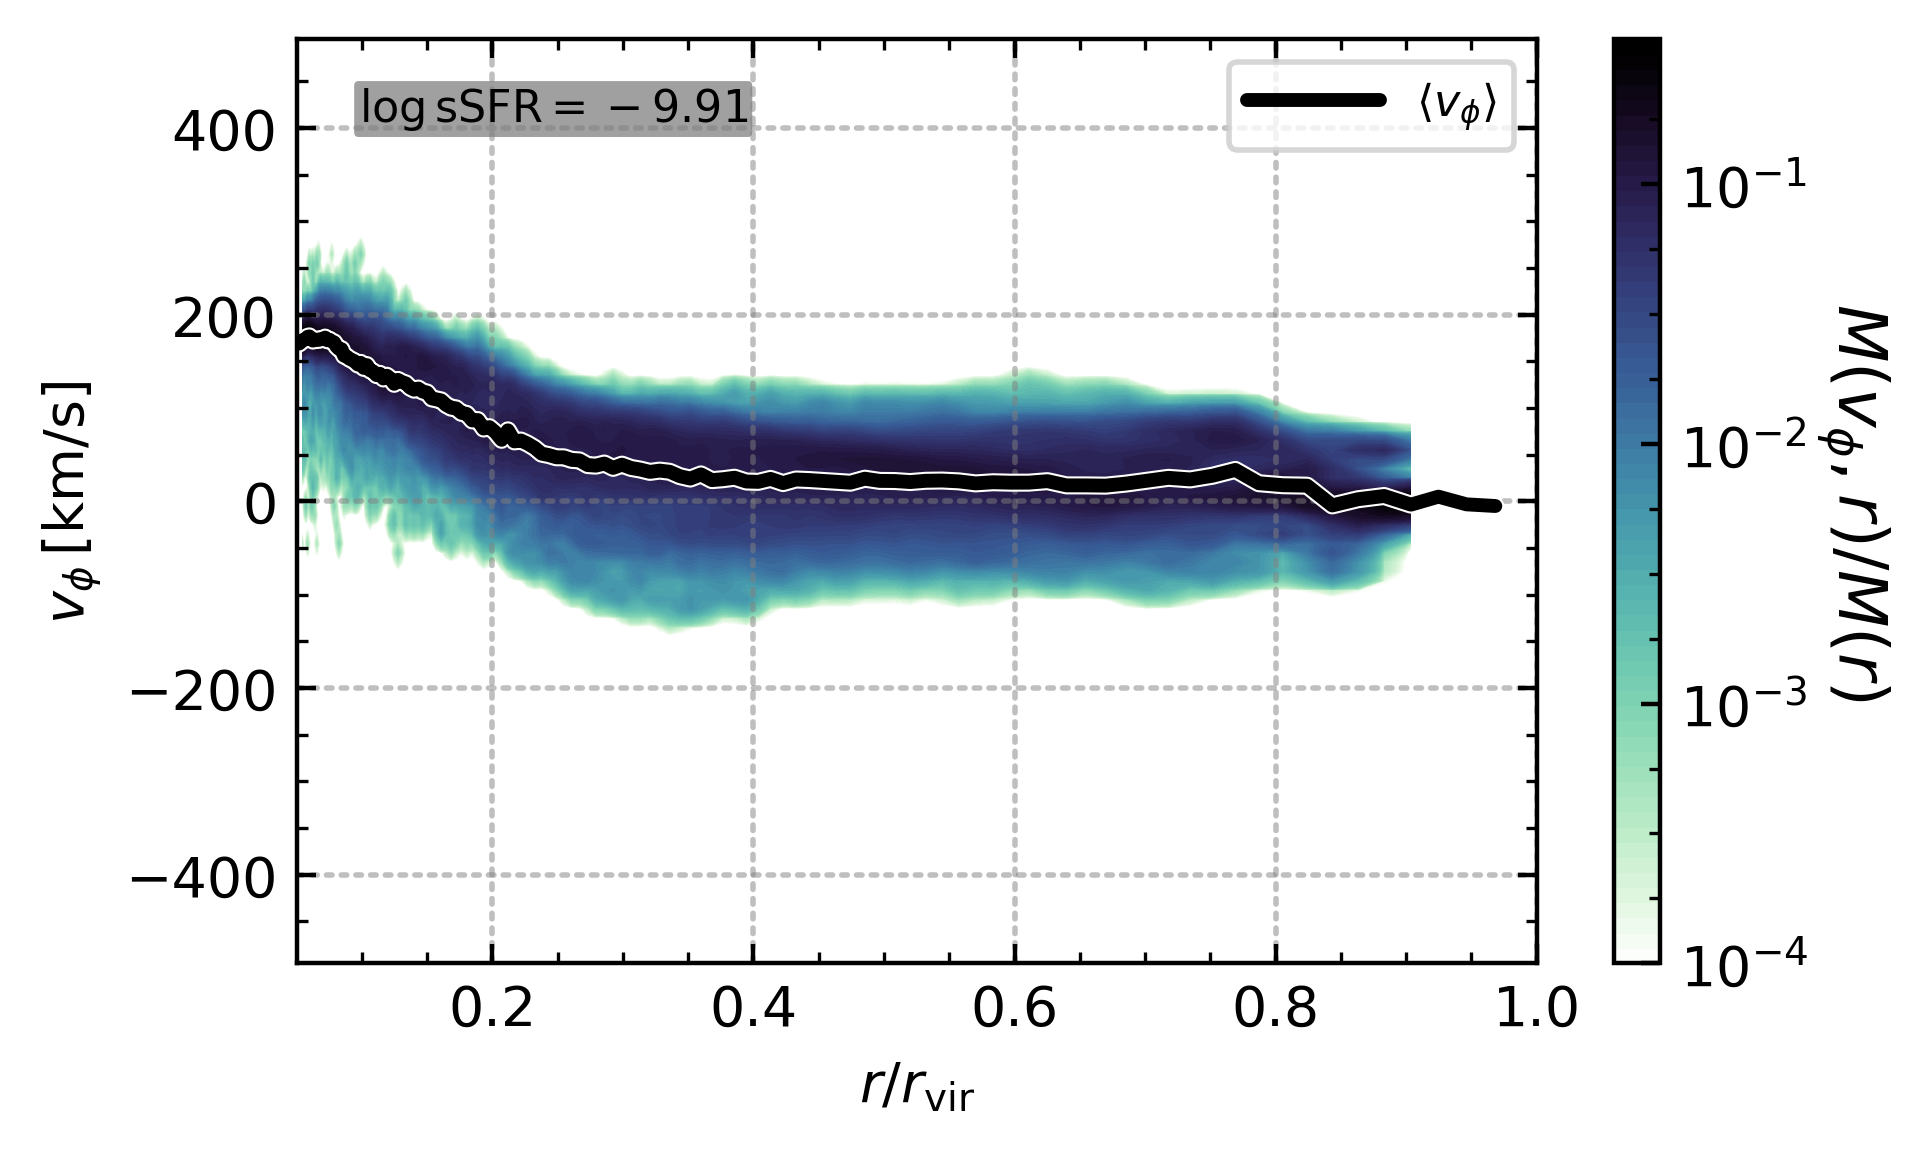 log sSFR = − 9.91
⟨v_ϕ⟩
400
200
0
−200
−400
v_ϕ [km/s]
0.2 0.4 0.6 0.8 1.0
r/r_vir
10⁻¹
10⁻²
10⁻³
10⁻⁴
M(v_ϕ, r)/M(r)